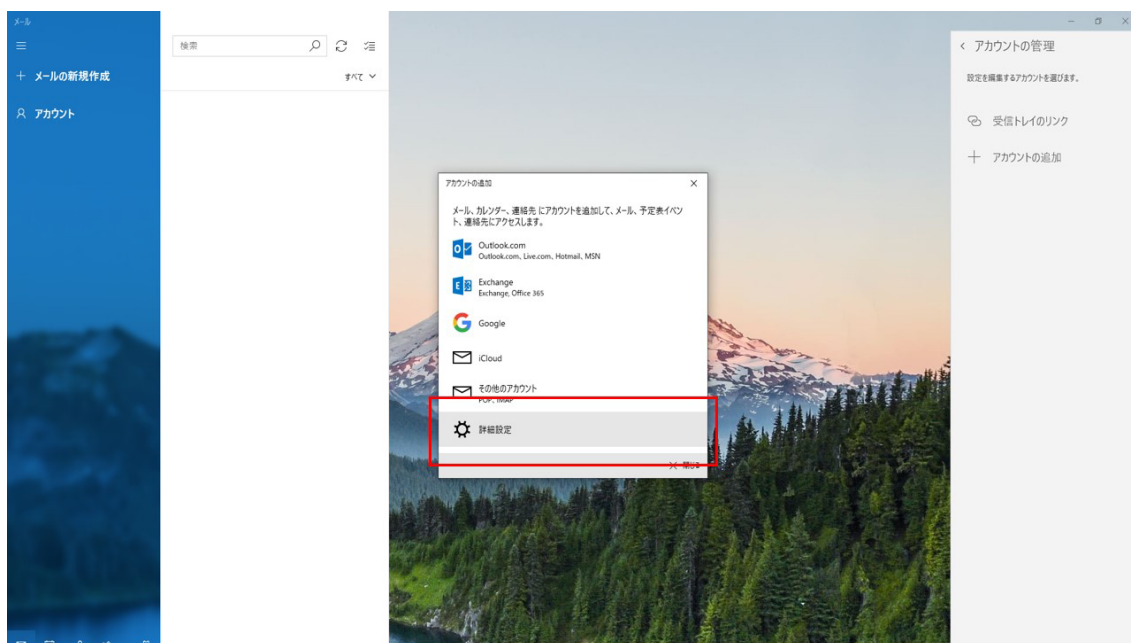 メール
検索
メールの新規作成
すべて
アカウント
アカウントの追加
メール、カレンダー、連絡先 にアカウントを追加して、メール、予定表イベン
ト、連絡先にアクセスします。
Outlook.com
Outlook.com、Live.com、Hotmail、MSN
Exchange
Exchange、Office 365
Google
iCloud
その他のアカウント
POP、IMAP
詳細設定
閉じる
アカウントの管理
設定を編集するアカウントを選びます。
受信トレイのリンク
アカウントの追加